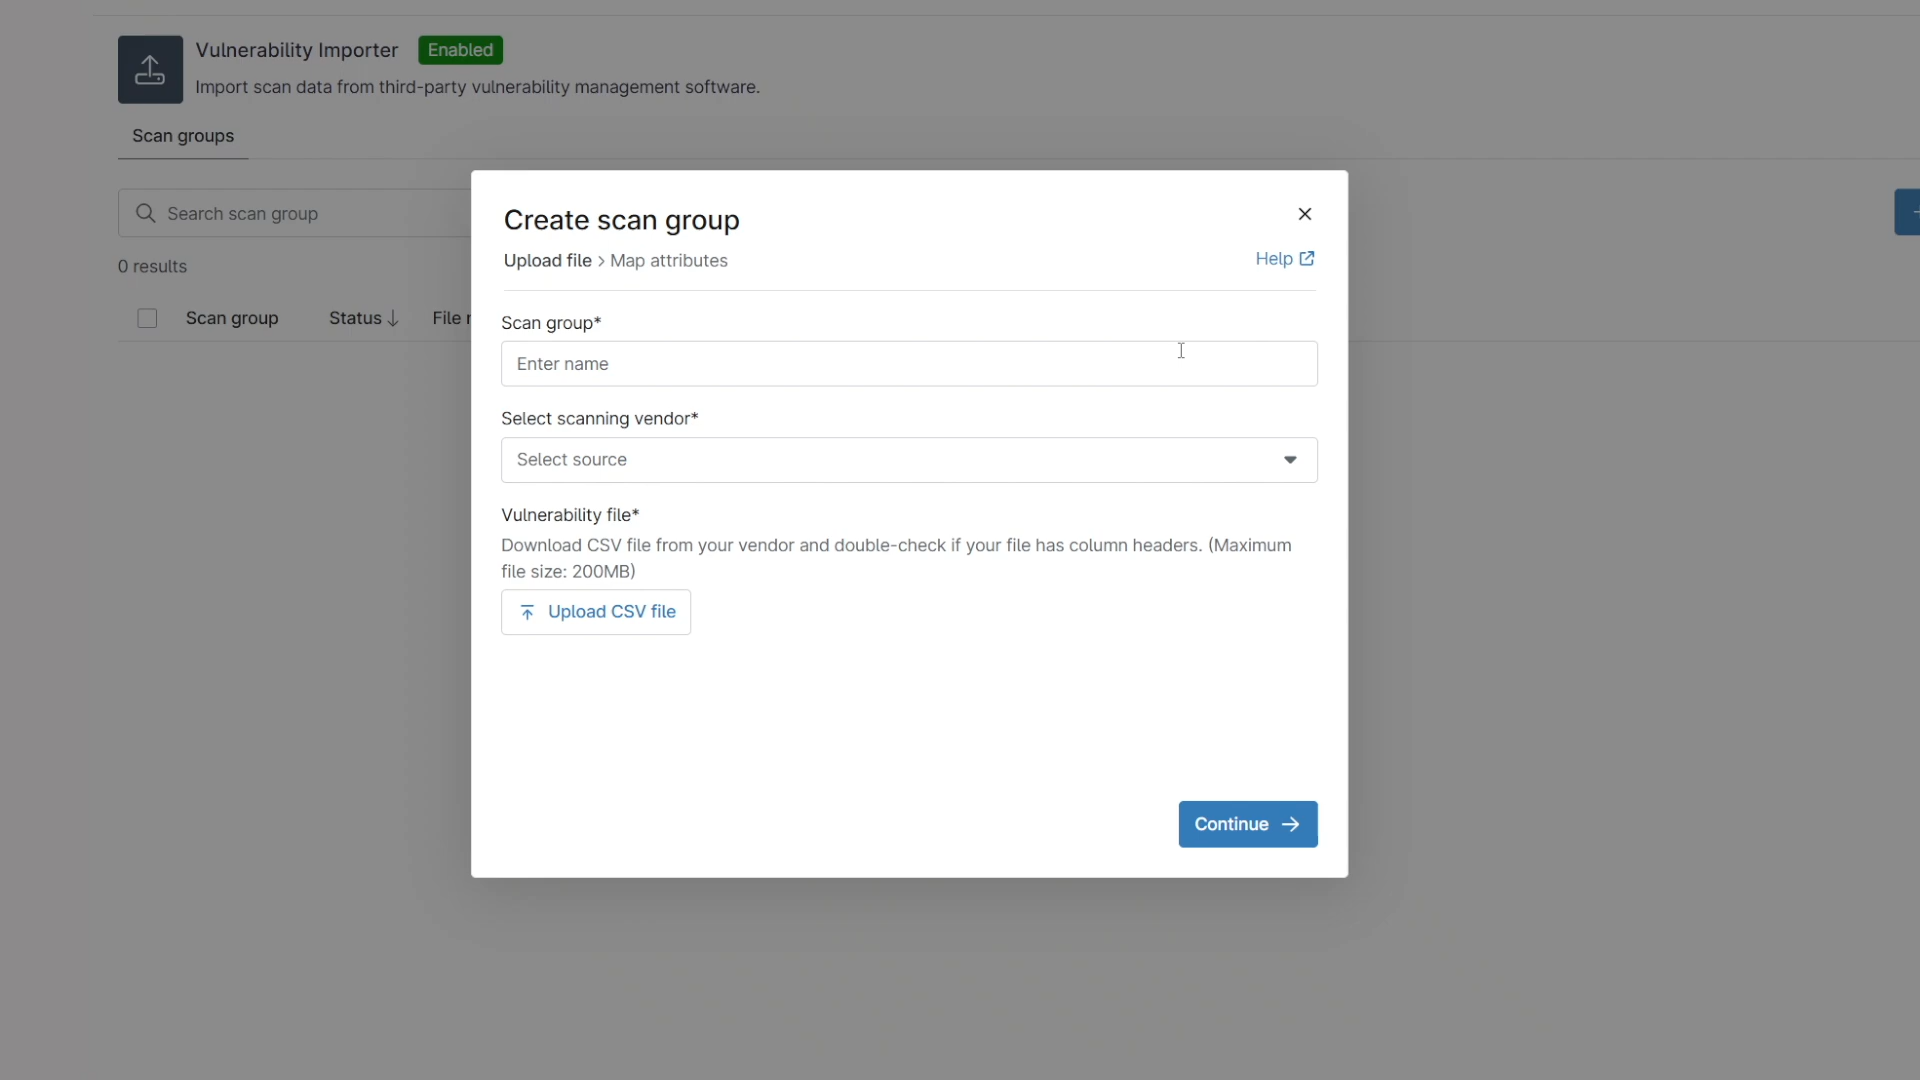 Vulnerability Importer
Enabled
Import scan data from third-party vulnerability management software.
Scan groups
Search scan group
0 results
Scan group
Status
File
Create scan group
Upload file > Map attributes
Help
Scan group*
Enter name
Select scanning vendor*
Select source
Vulnerability file*
Download CSV file from your vendor and double-check if your file has column headers. (Maximum
file size: 200MB)
Upload CSV file
Continue